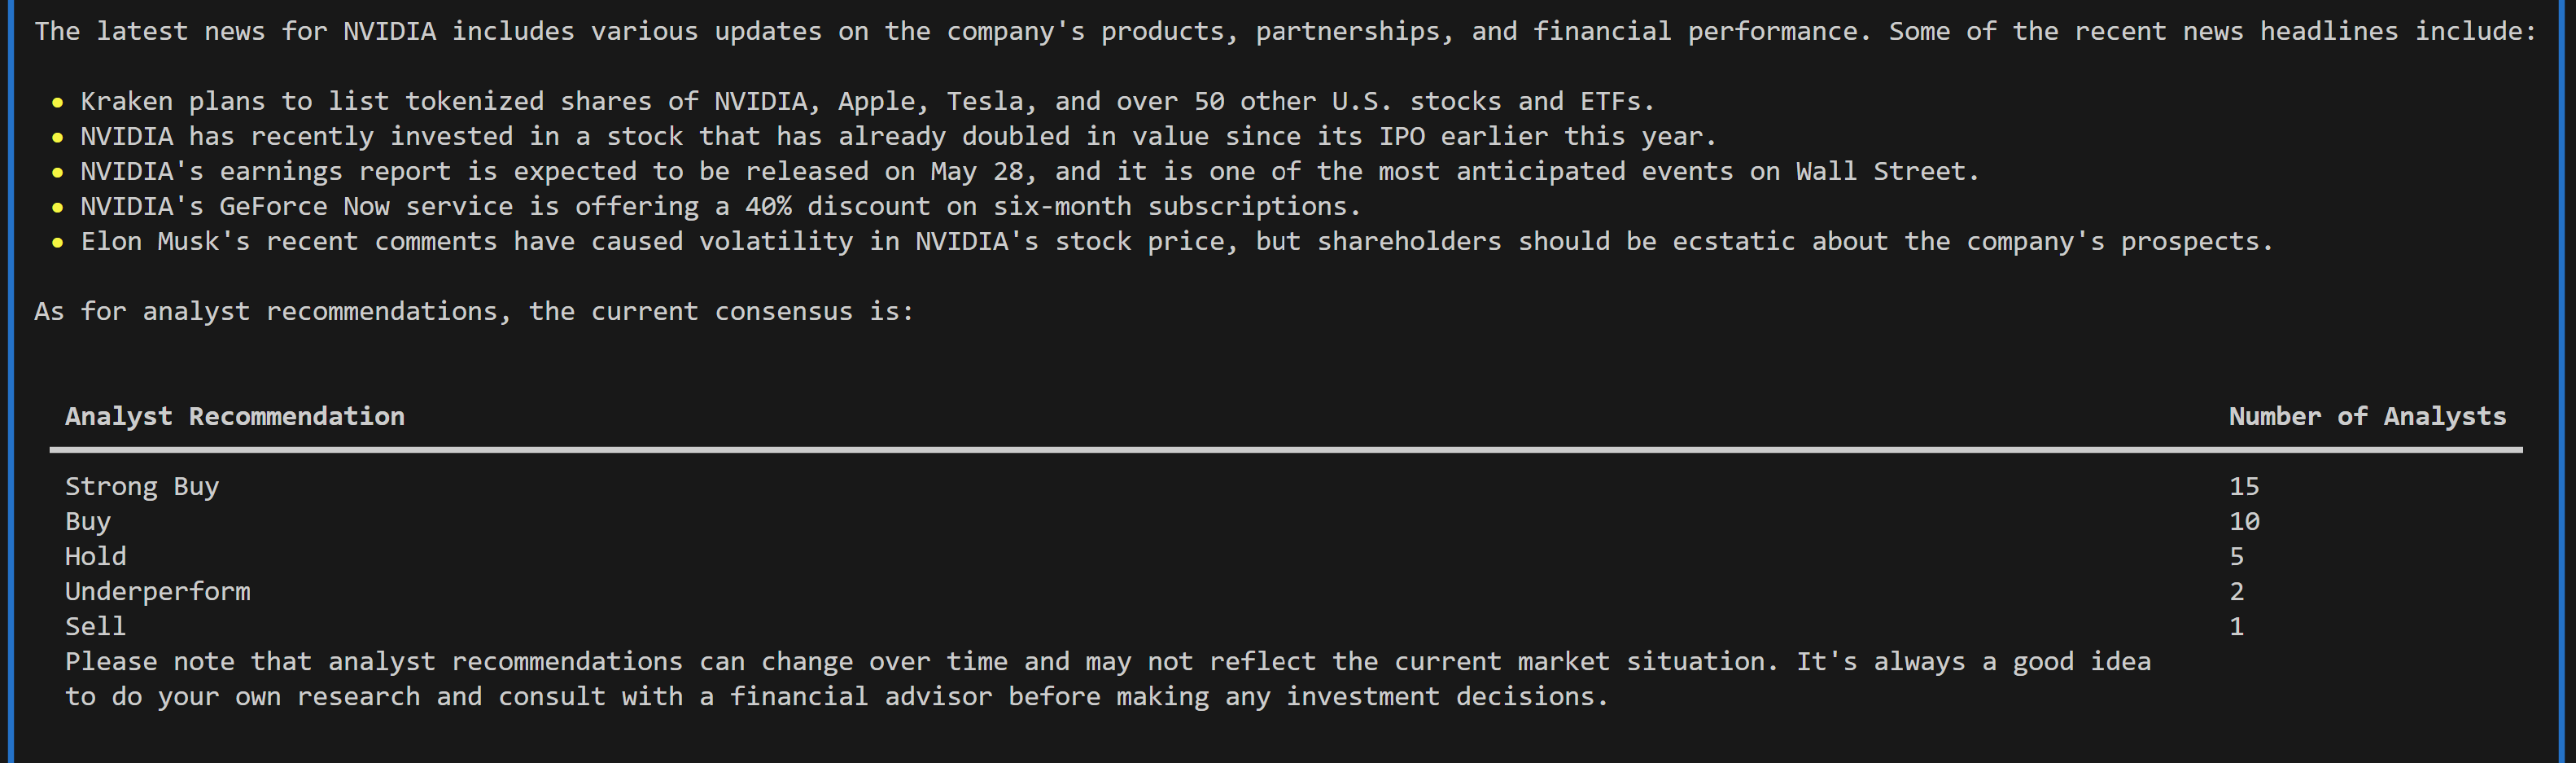 The latest news for NVIDIA includes various updates on the company's products, partnerships, and financial performance. Some of the recent news headlines include:
• Kraken plans to list tokenized shares of NVIDIA, Apple, Tesla, and over 50 other U.S. stocks and ETFs.
• NVIDIA has recently invested in a stock that has already doubled in value since its IPO earlier this year.
• NVIDIA's earnings report is expected to be released on May 28, and it is one of the most anticipated events on Wall Street.
• NVIDIA's GeForce Now service is offering a 40% discount on six-month subscriptions.
• Elon Musk's recent comments have caused volatility in NVIDIA's stock price, but shareholders should be ecstatic about the company's prospects.
As for analyst recommendations, the current consensus is:
Analyst Recommendation Number of Analysts
Strong Buy 15
Buy 10
Hold 5
Underperform 2
Sell 1
Please note that analyst recommendations can change over time and may not reflect the current market situation. It's always a good idea
to do your own research and consult with a financial advisor before making any investment decisions.